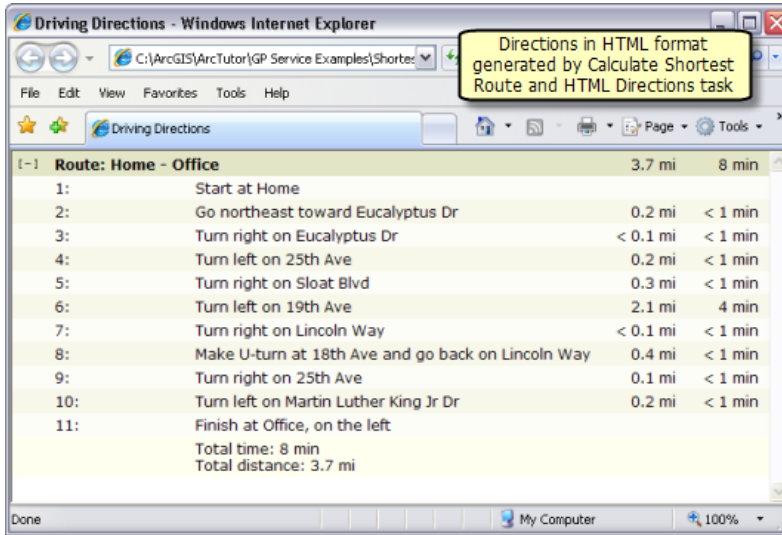 Driving Directions - Windows Internet Explorer
C:\ArcGIS\ArcTutor\GP Service Examples\Shortes
Directions in HTML format
generated by Calculate Shortest
Route and HTML Directions task
File Edit View Favorites Tools Help
Driving Directions
Page Tools
[-] Route: Home - Office 3.7 mi 8 min
1: Start at Home
2: Go northeast toward Eucalyptus Dr 0.2 mi < 1 min
3: Turn right on Eucalyptus Dr < 0.1 mi < 1 min
4: Turn left on 25th Ave 0.2 mi < 1 min
5: Turn right on Sloat Blvd 0.3 mi < 1 min
6: Turn left on 19th Ave 2.1 mi 4 min
7: Turn right on Lincoln Way < 0.1 mi < 1 min
8: Make U-turn at 18th Ave and go back on Lincoln Way 0.4 mi < 1 min
9: Turn right on 25th Ave 0.1 mi < 1 min
10: Turn left on Martin Luther King Jr Dr 0.2 mi < 1 min
11: Finish at Office, on the left
Total time: 8 min
Total distance: 3.7 mi
Done My Computer 100%